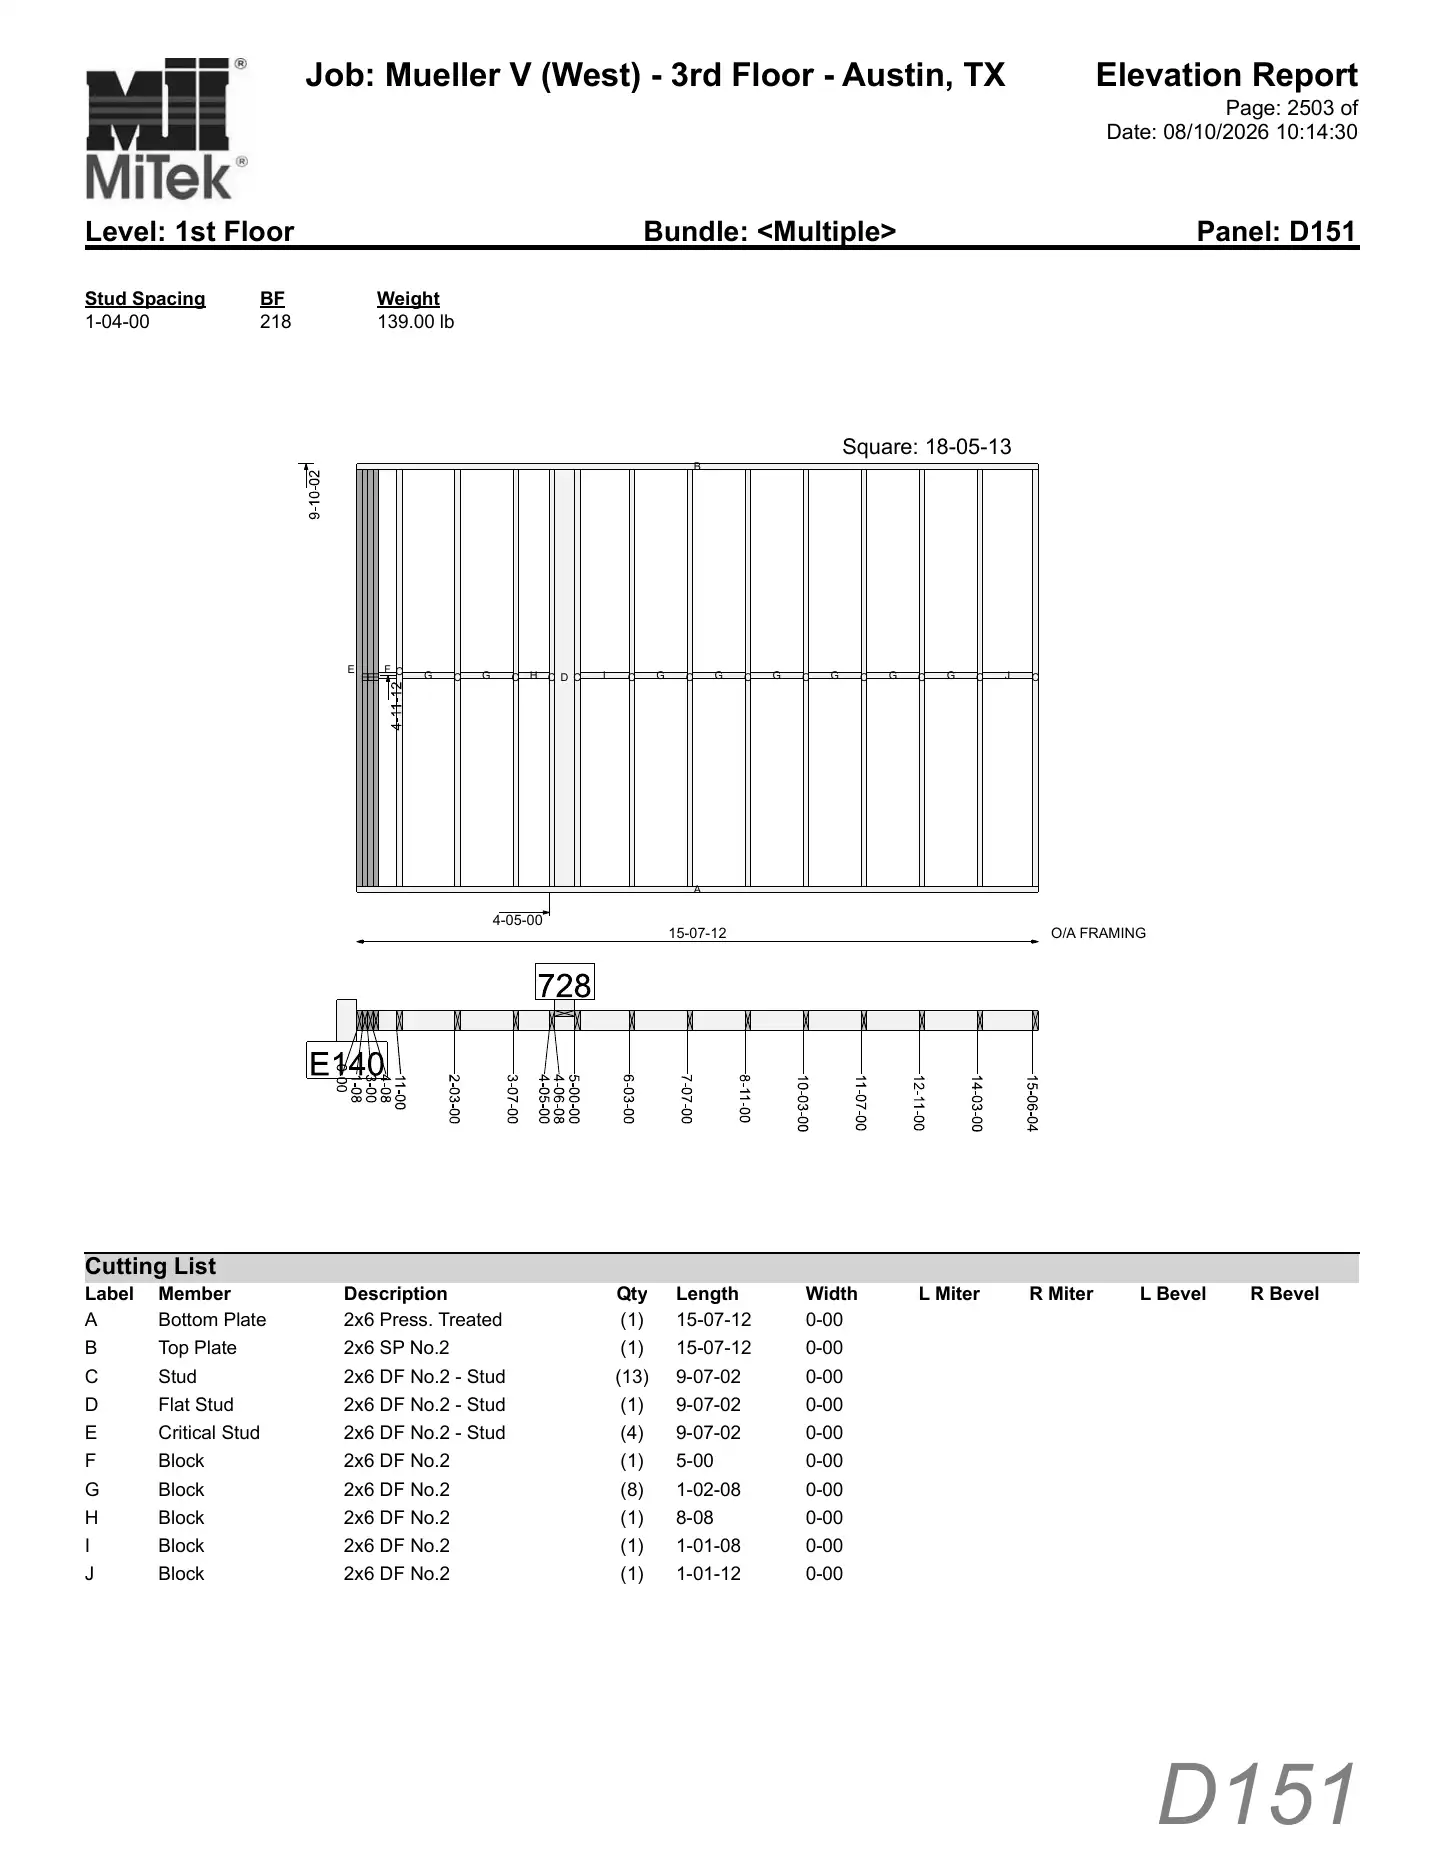 Job: Mueller V (West) - 3rd Floor - Austin, TX
Elevation Report
Page: 2503 of
Date: 08/10/2026 10:14:30
MiTek®
Level: 1st Floor Bundle: <Multiple> Panel: D151
Stud Spacing BF Weight
1-04-00 218 139.00 lb
Square: 18-05-13
B
9-10-02
E F C G G H D I G G G G G G J
4-11-12
A
4-05-00
15-07-12 O/A FRAMING
728
E140
0-00 1-08 3-00 4-08 11-00 2-03-00 3-07-00 4-05-00 4-06-08 5-00-00 6-03-00 7-07-00 8-11-00 10-03-00 11-07-00 12-11-00 14-03-00 15-06-04
Cutting List
Label Member Description Qty Length Width L Miter R Miter L Bevel R Bevel
A Bottom Plate 2x6 Press. Treated (1) 15-07-12 0-00
B Top Plate 2x6 SP No.2 (1) 15-07-12 0-00
C Stud 2x6 DF No.2 - Stud (13) 9-07-02 0-00
D Flat Stud 2x6 DF No.2 - Stud (1) 9-07-02 0-00
E Critical Stud 2x6 DF No.2 - Stud (4) 9-07-02 0-00
F Block 2x6 DF No.2 (1) 5-00 0-00
G Block 2x6 DF No.2 (8) 1-02-08 0-00
H Block 2x6 DF No.2 (1) 8-08 0-00
I Block 2x6 DF No.2 (1) 1-01-08 0-00
J Block 2x6 DF No.2 (1) 1-01-12 0-00
D151